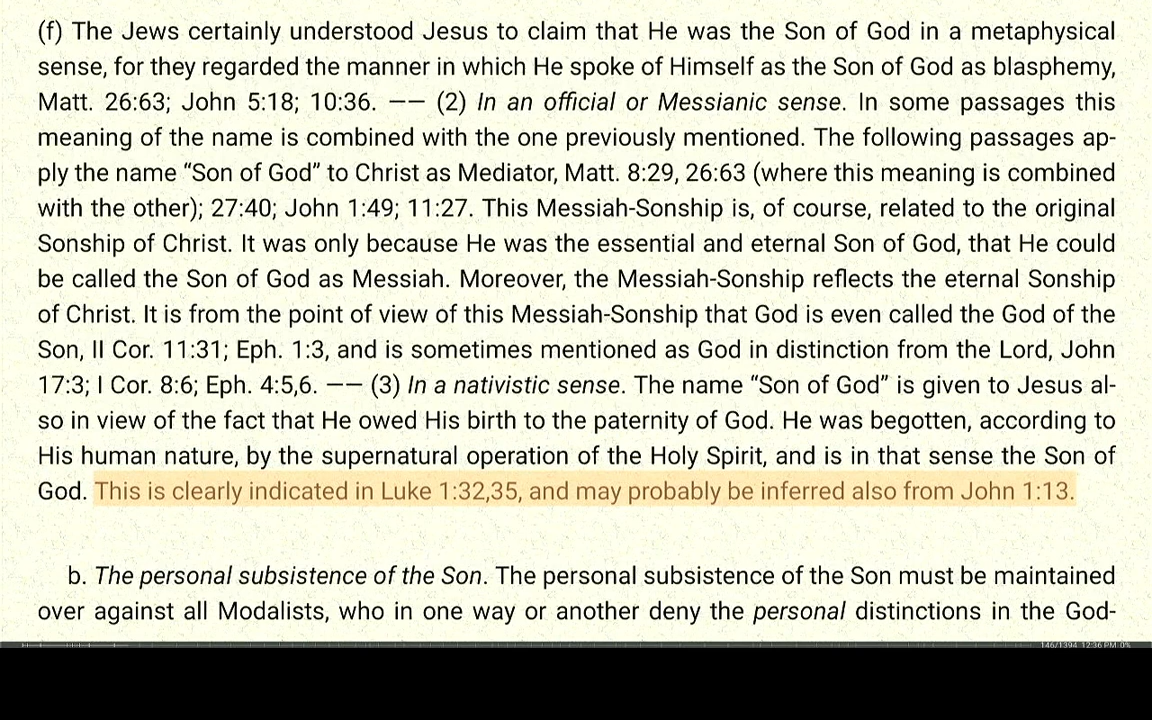 (f) The Jews certainly understood Jesus to claim that He was the Son of God in a metaphysical
sense, for they regarded the manner in which He spoke of Himself as the Son of God as blasphemy,
Matt. 26:63; John 5:18; 10:36. —— (2) In an official or Messianic sense. In some passages this
meaning of the name is combined with the one previously mentioned. The following passages ap-
ply the name “Son of God” to Christ as Mediator, Matt. 8:29, 26:63 (where this meaning is combined
with the other); 27:40; John 1:49; 11:27. This Messiah-Sonship is, of course, related to the original
Sonship of Christ. It was only because He was the essential and eternal Son of God, that He could
be called the Son of God as Messiah. Moreover, the Messiah-Sonship reflects the eternal Sonship
of Christ. It is from the point of view of this Messiah-Sonship that God is even called the God of the
Son, II Cor. 11:31; Eph. 1:3, and is sometimes mentioned as God in distinction from the Lord, John
17:3; I Cor. 8:6; Eph. 4:5,6. —— (3) In a nativistic sense. The name “Son of God” is given to Jesus al-
so in view of the fact that He owed His birth to the paternity of God. He was begotten, according to
His human nature, by the supernatural operation of the Holy Spirit, and is in that sense the Son of
God. This is clearly indicated in Luke 1:32,35, and may probably be inferred also from John 1:13.
b. The personal subsistence of the Son. The personal subsistence of the Son must be maintained
over against all Modalists, who in one way or another deny the personal distinctions in the God-
146/1394 12:36 PM 0%